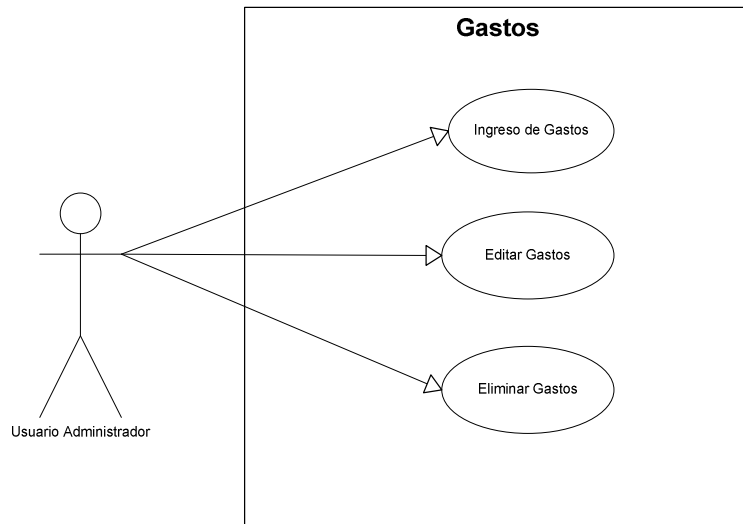 Gastos
Ingreso de Gastos
Editar Gastos
Eliminar Gastos
Usuario Administrador